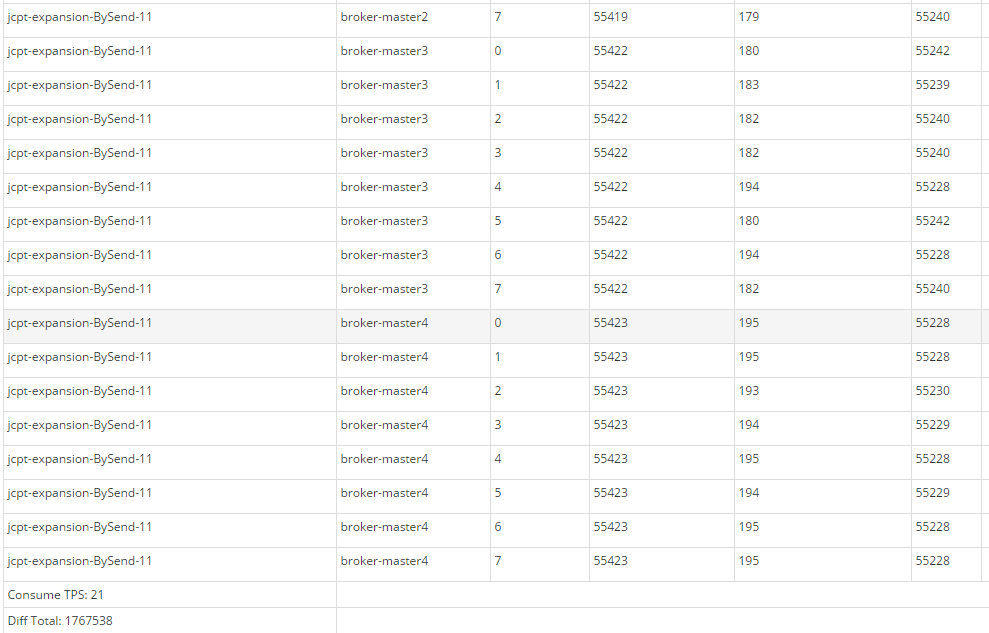 jcpt-expansion-BySend-11 broker-master2 7 55419 179 55240
jcpt-expansion-BySend-11 broker-master3 0 55422 180 55242
jcpt-expansion-BySend-11 broker-master3 1 55422 183 55239
jcpt-expansion-BySend-11 broker-master3 2 55422 182 55240
jcpt-expansion-BySend-11 broker-master3 3 55422 182 55240
jcpt-expansion-BySend-11 broker-master3 4 55422 194 55228
jcpt-expansion-BySend-11 broker-master3 5 55422 180 55242
jcpt-expansion-BySend-11 broker-master3 6 55422 194 55228
jcpt-expansion-BySend-11 broker-master3 7 55422 182 55240
jcpt-expansion-BySend-11 broker-master4 0 55423 195 55228
jcpt-expansion-BySend-11 broker-master4 1 55423 195 55228
jcpt-expansion-BySend-11 broker-master4 2 55423 193 55230
jcpt-expansion-BySend-11 broker-master4 3 55423 194 55229
jcpt-expansion-BySend-11 broker-master4 4 55423 195 55228
jcpt-expansion-BySend-11 broker-master4 5 55423 194 55229
jcpt-expansion-BySend-11 broker-master4 6 55423 195 55228
jcpt-expansion-BySend-11 broker-master4 7 55423 195 55228
Consume TPS: 21
Diff Total: 1767538